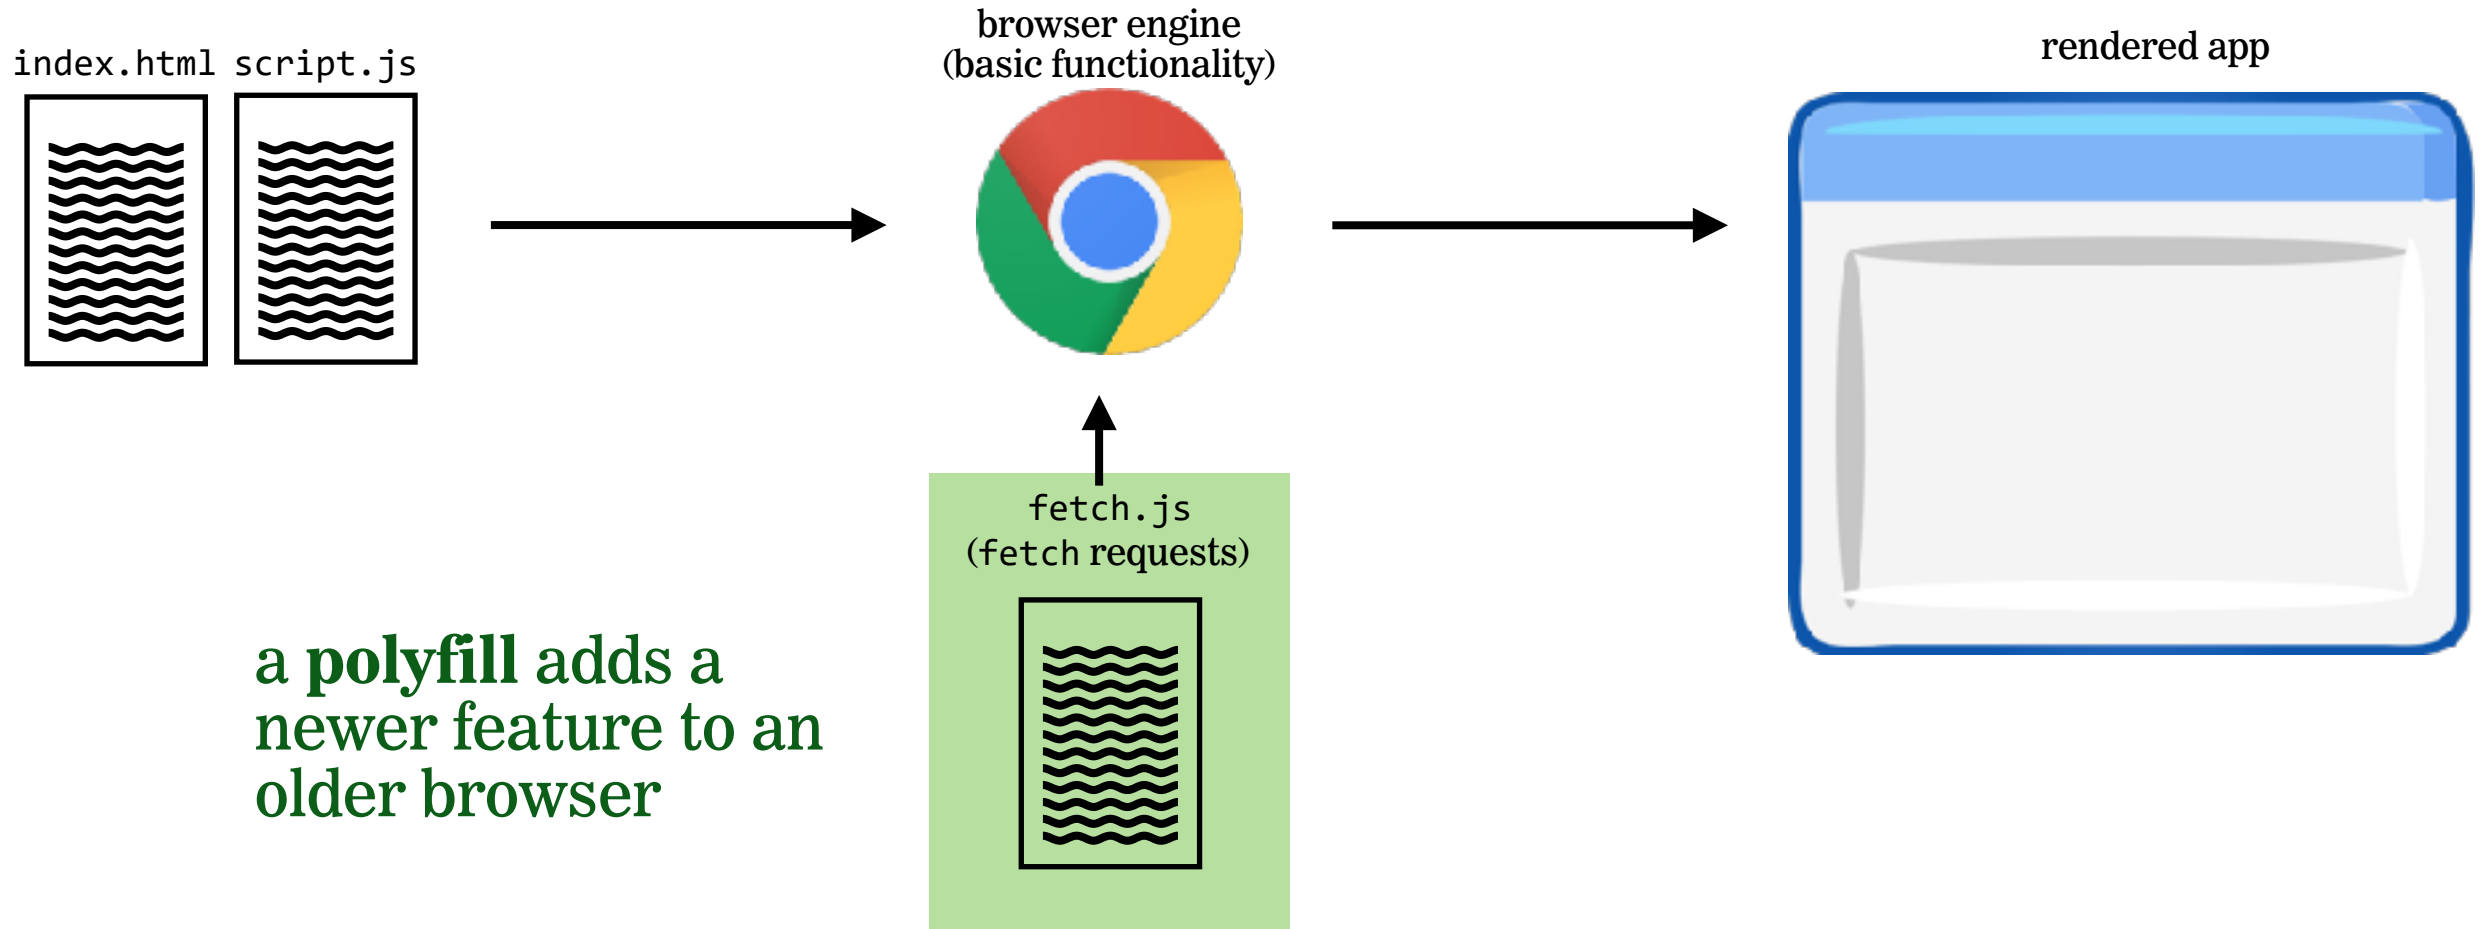 index.html script.js
browser engine
(basic functionality)
rendered app
fetch.js
(fetch requests)
a polyfill adds a
newer feature to an
older browser